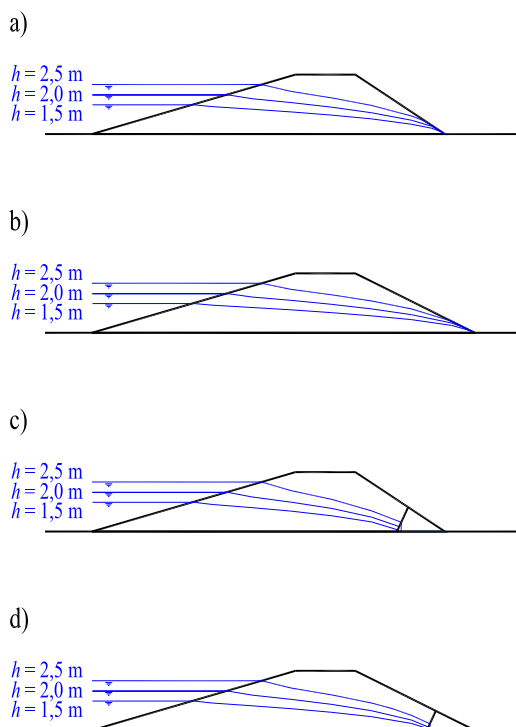 a)
h = 2,5 m
h = 2,0 m
h = 1,5 m
b)
h = 2,5 m
h = 2,0 m
h = 1,5 m
c)
h = 2,5 m
h = 2,0 m
h = 1,5 m
d)
h = 2,5 m
h = 2,0 m
h = 1,5 m